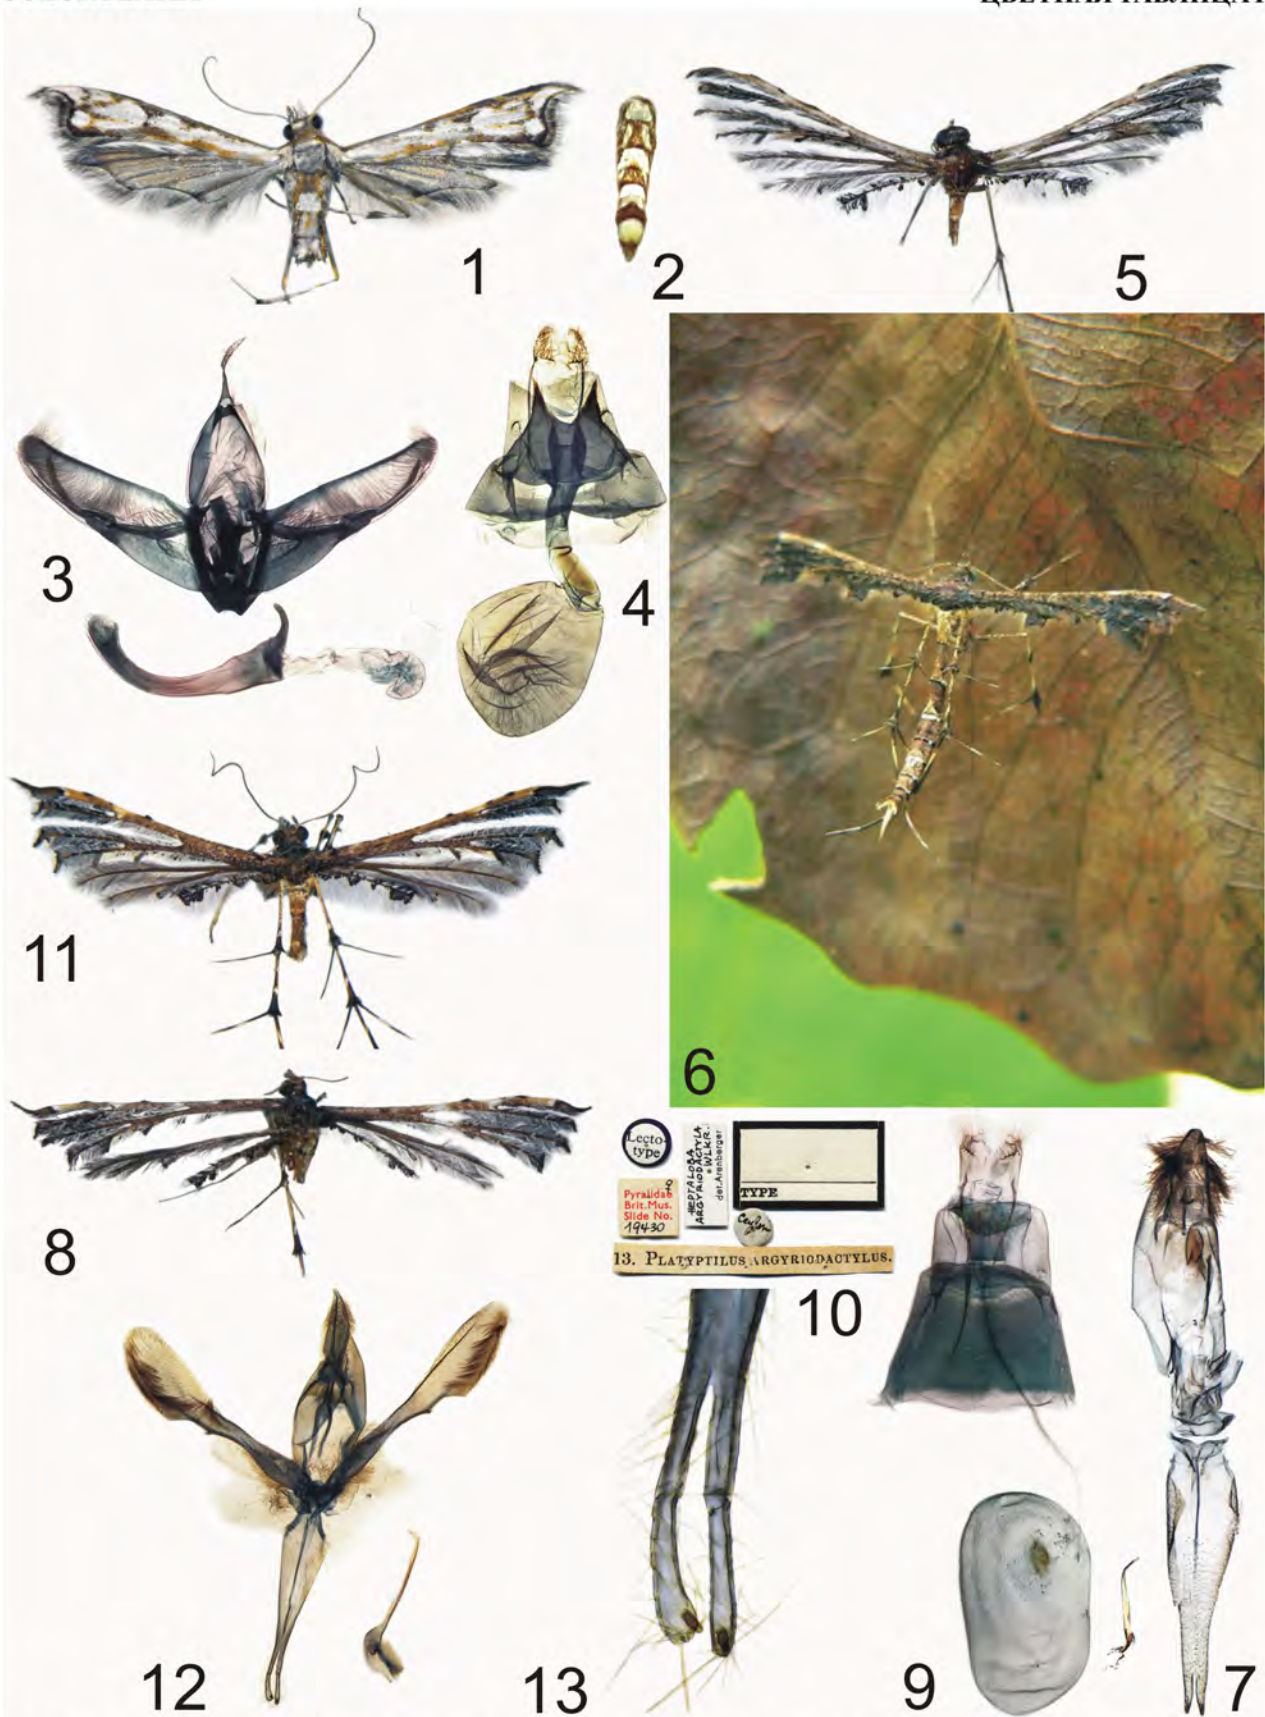 ЦВЕТНАЯ ТАБЛИЦА 1
1
2
5
3
4
6
11
8
Lecto-
type
Pyralidae ♀
Brit.Mus.
Slide No.
19430
HEPTALOBA
ARGYRIODACTYLA
WLKR.
det.Arenberger
TYPE
Ceylon
13. PLATYPTILUS ARGYRIODACTYLUS.
10
12
13
9
7